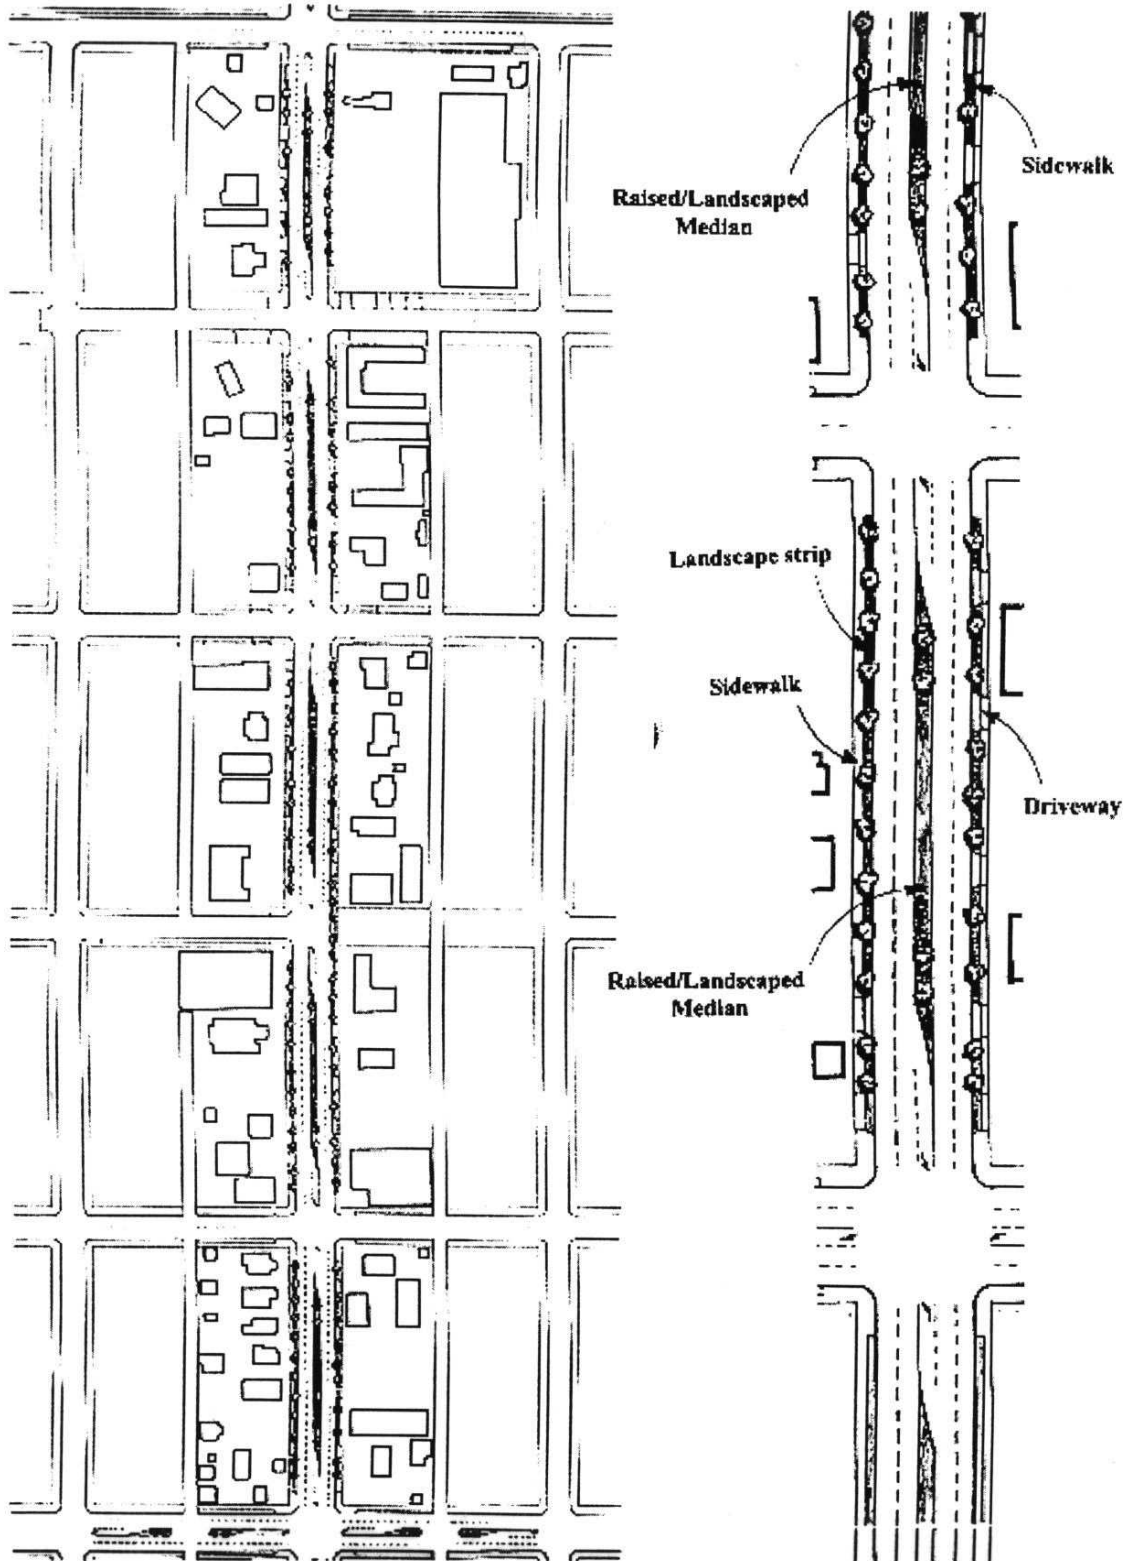 Sidewalk
Raised/Landscaped
Median
Landscape strip
Sidewalk
Driveway
Raised/Landscaped
Median